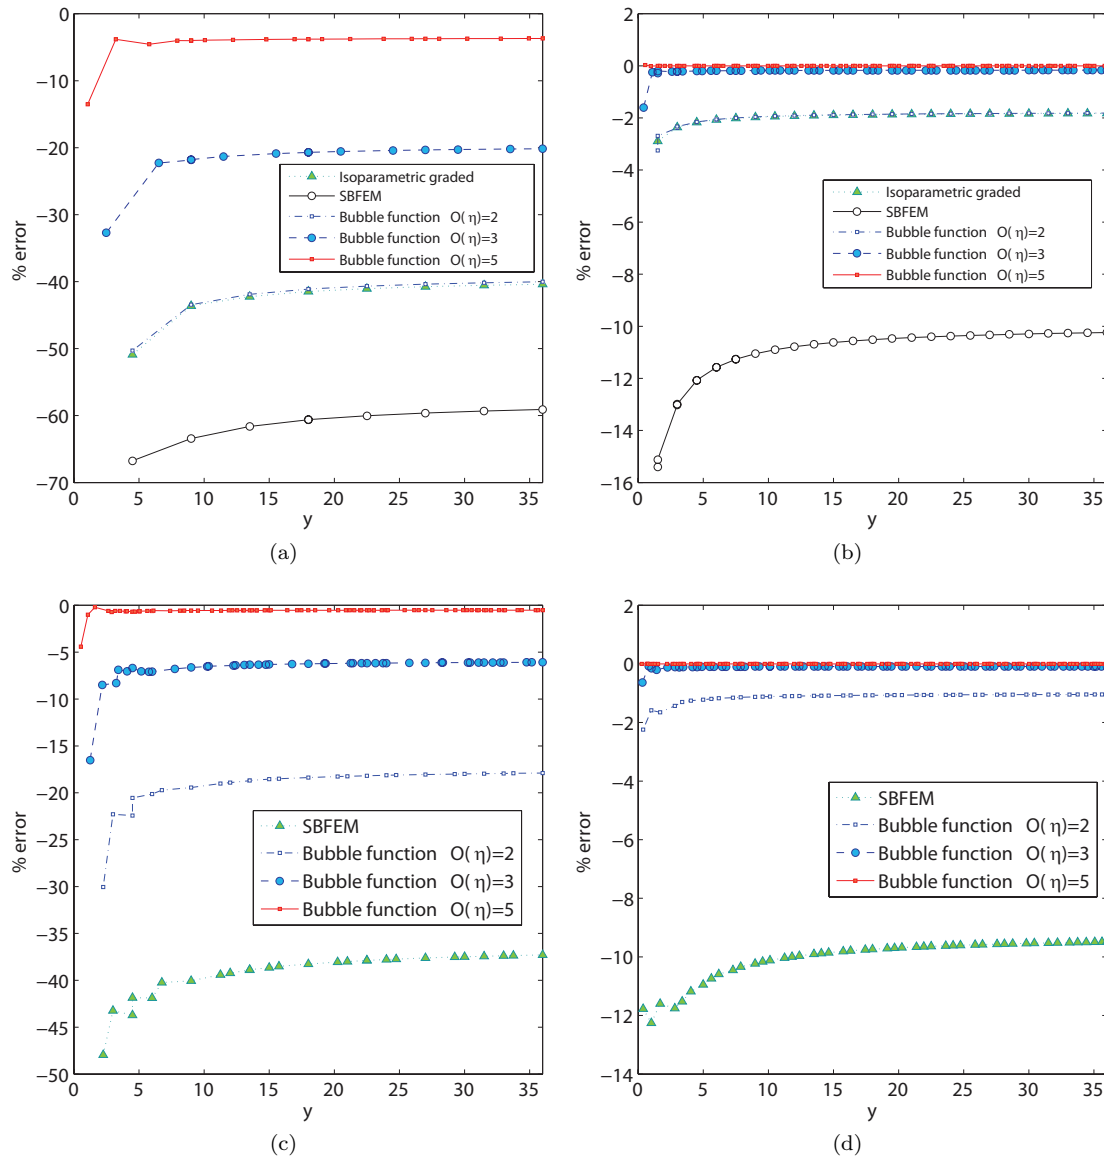 0
−10
−20
−30
−40
−50
−60
−70
% error
0 5 10 15 20 25 30 35
y
Isoparametric graded
SBFEM
Bubble function O(η)=2
Bubble function O(η)=3
Bubble function O(η)=5
(a)
2
0
−2
−4
−6
−8
−10
−12
−14
−16
% error
0 5 10 15 20 25 30 35
y
Isoparametric graded
SBFEM
Bubble function O(η)=2
Bubble function O(η)=3
Bubble function O(η)=5
(b)
0
−5
−10
−15
−20
−25
−30
−35
−40
−45
−50
% error
0 5 10 15 20 25 30 35
y
SBFEM
Bubble function O(η)=2
Bubble function O(η)=3
Bubble function O(η)=5
(c)
2
0
−2
−4
−6
−8
−10
−12
−14
% error
0 5 10 15 20 25 30 35
y
SBFEM
Bubble function O(η)=2
Bubble function O(η)=3
Bubble function O(η)=5
(d)